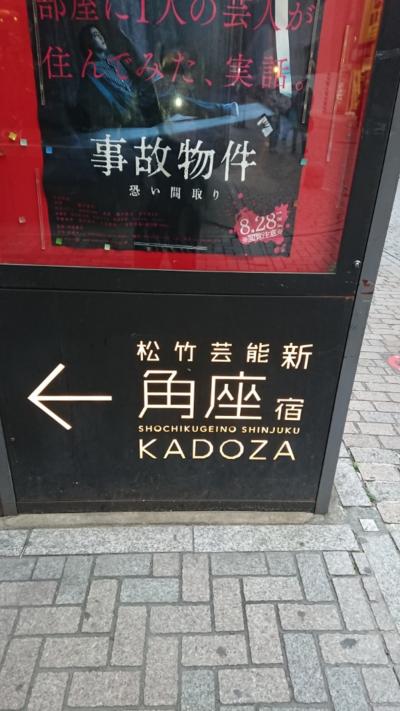 部屋に1人の芸人が
住んでみた、実話。
事故物件
恐い間取り
8.28
松竹芸能新
角座宿
SHOCHIKUGEINO SHINJUKU
KADOZA